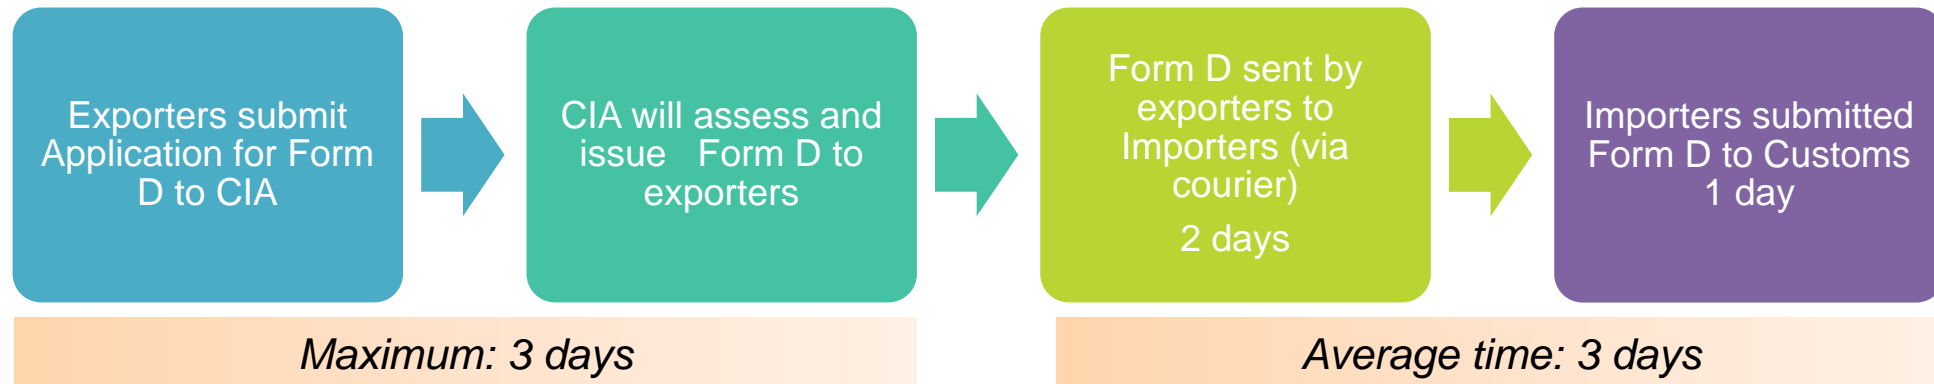 Exporters submit
Application for Form
D to CIA
CIA will assess and
issue   Form D to
exporters
Form D sent by
exporters to
Importers (via
courier)
2 days
Importers submitted
Form D to Customs
1 day
Maximum: 3 days
Average time: 3 days